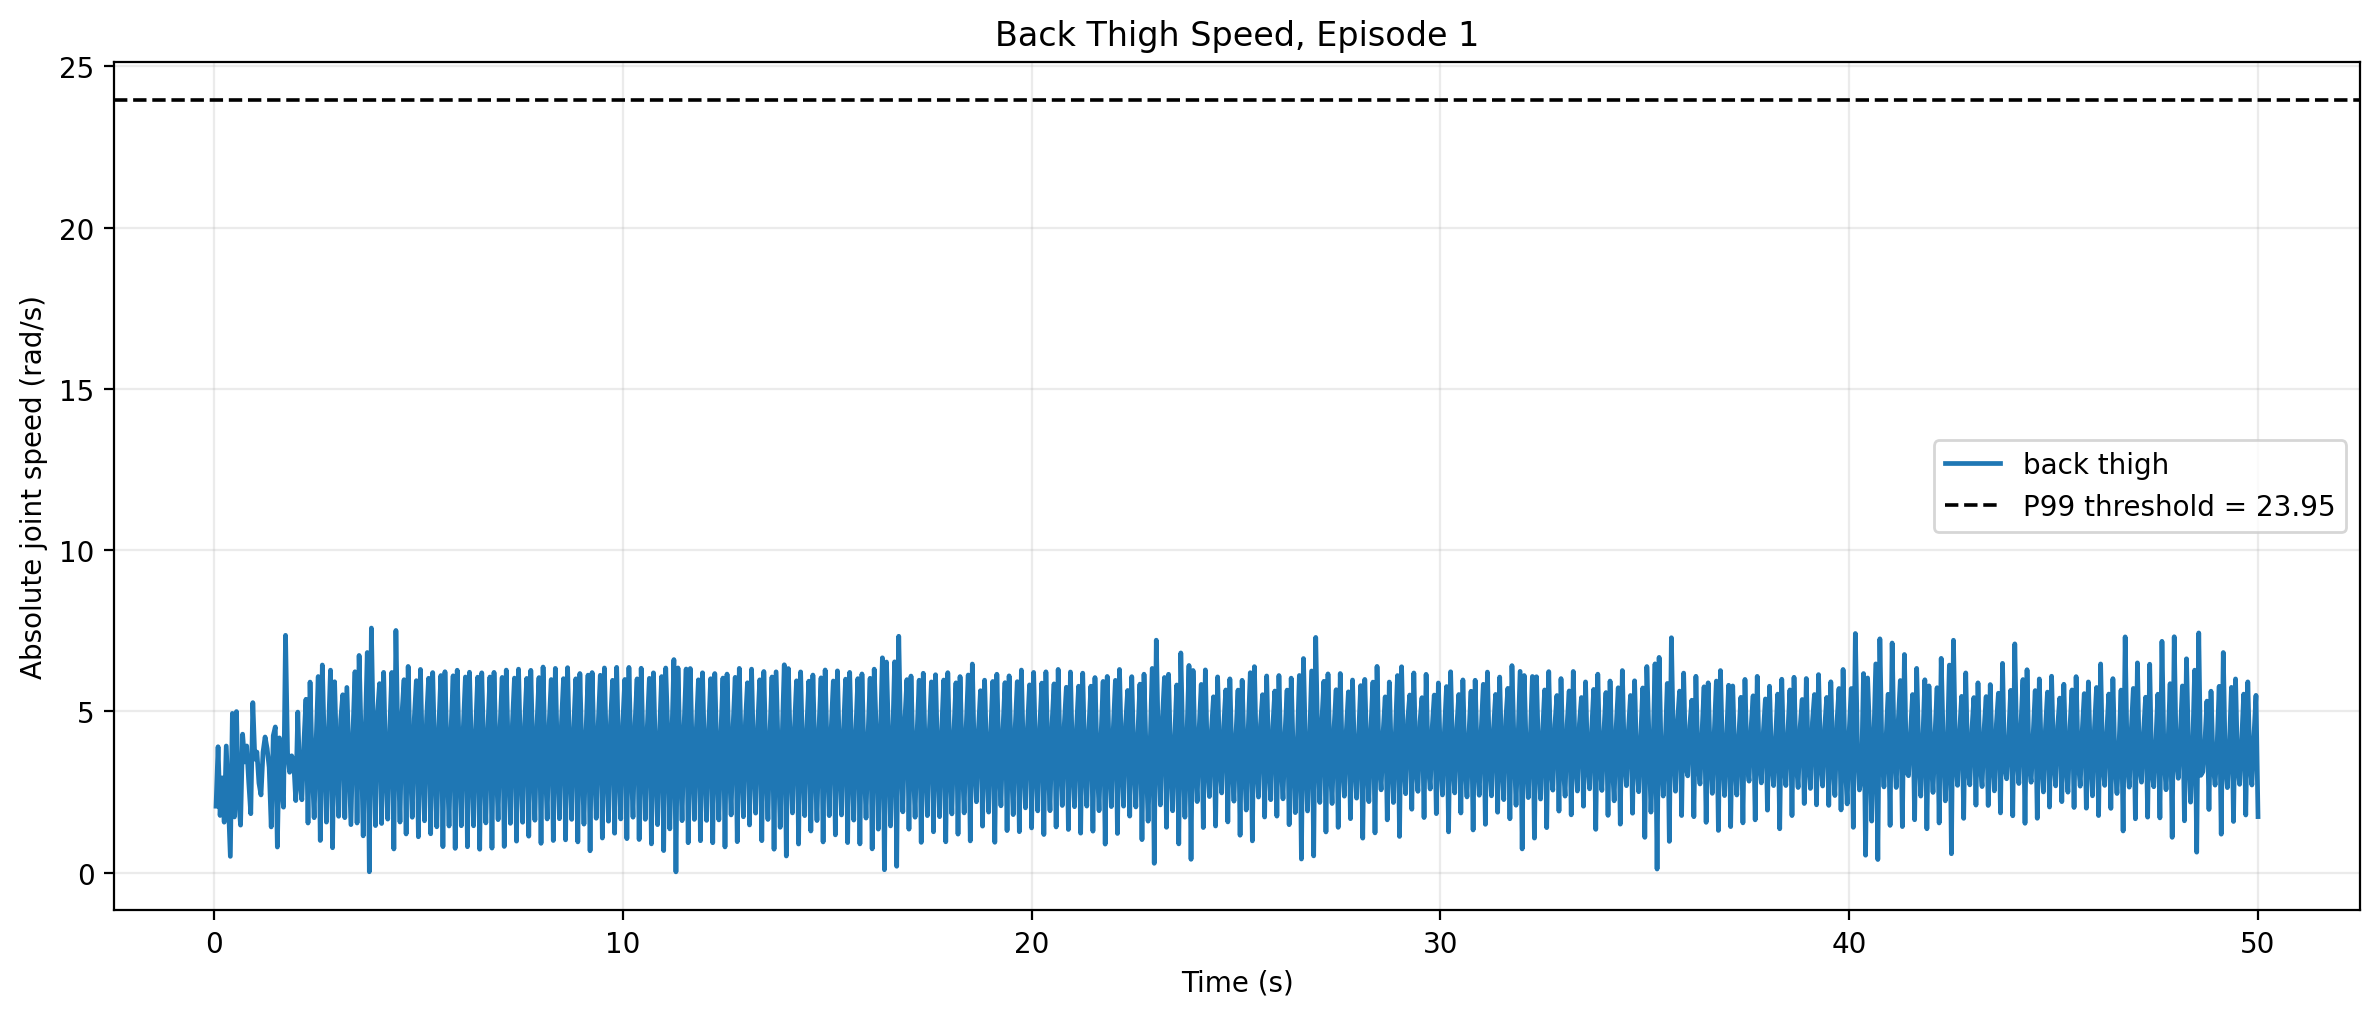 Back Thigh Speed, Episode 1
Absolute joint speed (rad/s)
25
20
15
10
5
0
back thigh
P99 threshold = 23.95
0 10 20 30 40 50
Time (s)